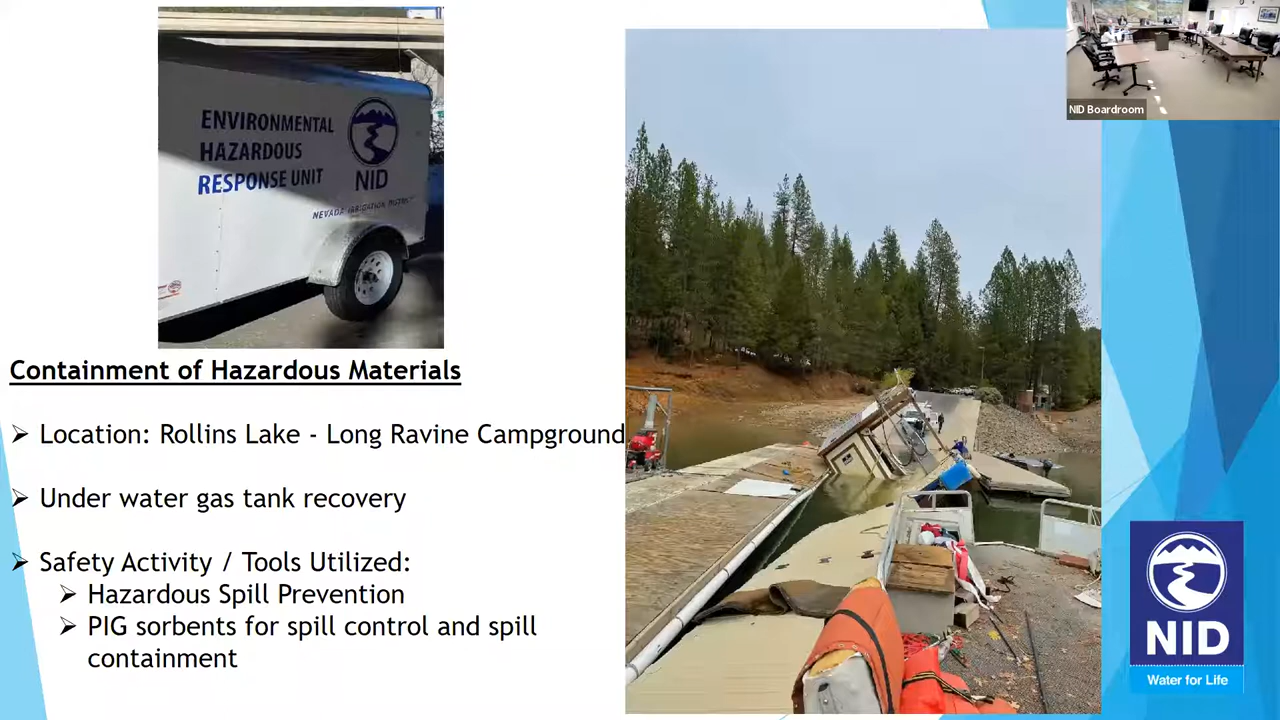 ENVIRONMENTAL
HAZARDOUS
RESPONSE UNIT
NID
NEVADA IRRIGATION DISTRICT
NID Boardroom
Containment of Hazardous Materials
Location: Rollins Lake - Long Ravine Campground
Under water gas tank recovery
Safety Activity / Tools Utilized:
Hazardous Spill Prevention
PIG sorbents for spill control and spill
containment
NID
Water for Life